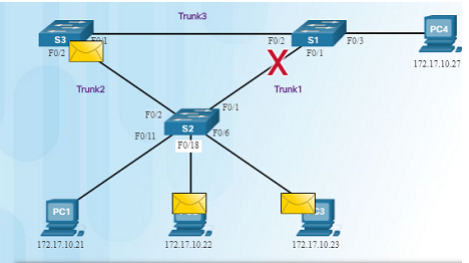 Trunk3
S3
F0/1
F0/2
S1
F0/3
PC4
F0/2
F0/1
172.17.10.27
Trunk2
Trunk1
F0/2
F0/1
S2
F0/11
F0/6
F0/18
PC1
172.17.10.21
172.17.10.22
172.17.10.23